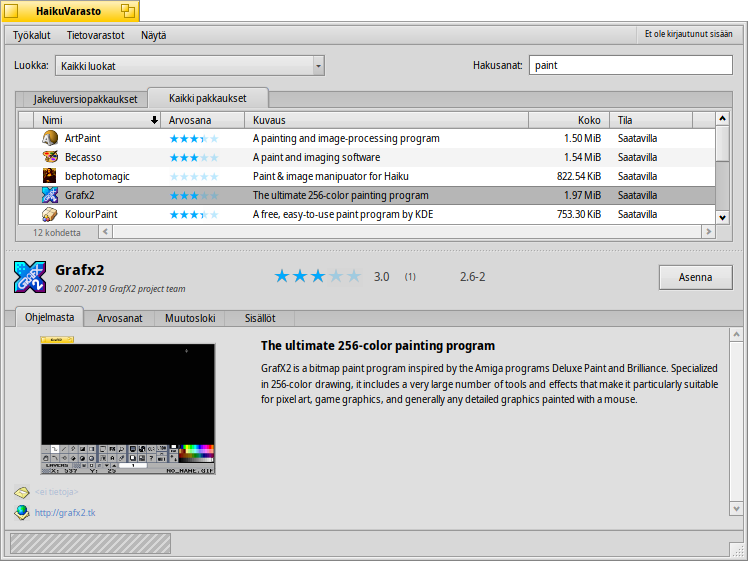 HaikuVarasto
Työkalut Tietovarastot Näytä Et ole kirjautunut sisään
Luokka: Kaikki luokat Hakusanat: paint
Jakeluversiopakkaukset Kaikki pakkaukset
Nimi Arvosana Kuvaus Koko Tila
ArtPaint A painting and image-processing program 1.50 MiB Saatavilla
Becasso A paint and imaging software 1.54 MiB Saatavilla
bephotomagic Paint & image manipuator for Haiku 822.54 KiB Saatavilla
Grafx2 The ultimate 256-color painting program 1.97 MiB Saatavilla
KolourPaint A free, easy-to-use paint program by KDE 753.30 KiB Saatavilla
12 kohdetta
Grafx2 3.0 (1) 2.6-2 Asenna
© 2007-2019 GrafX2 project team
Ohjelmasta Arvosanat Muutosloki Sisällöt
The ultimate 256-color painting program
GrafX2 is a bitmap paint program inspired by the Amiga programs Deluxe Paint and Brilliance. Specialized
in 256-color drawing, it includes a very large number of tools and effects that make it particularly suitable
for pixel art, game graphics, and generally any detailed graphics painted with a mouse.
LAYERS
X: 537 Y: 25 NO_NAME.GIF
<ei tietoja>
http://grafx2.tk